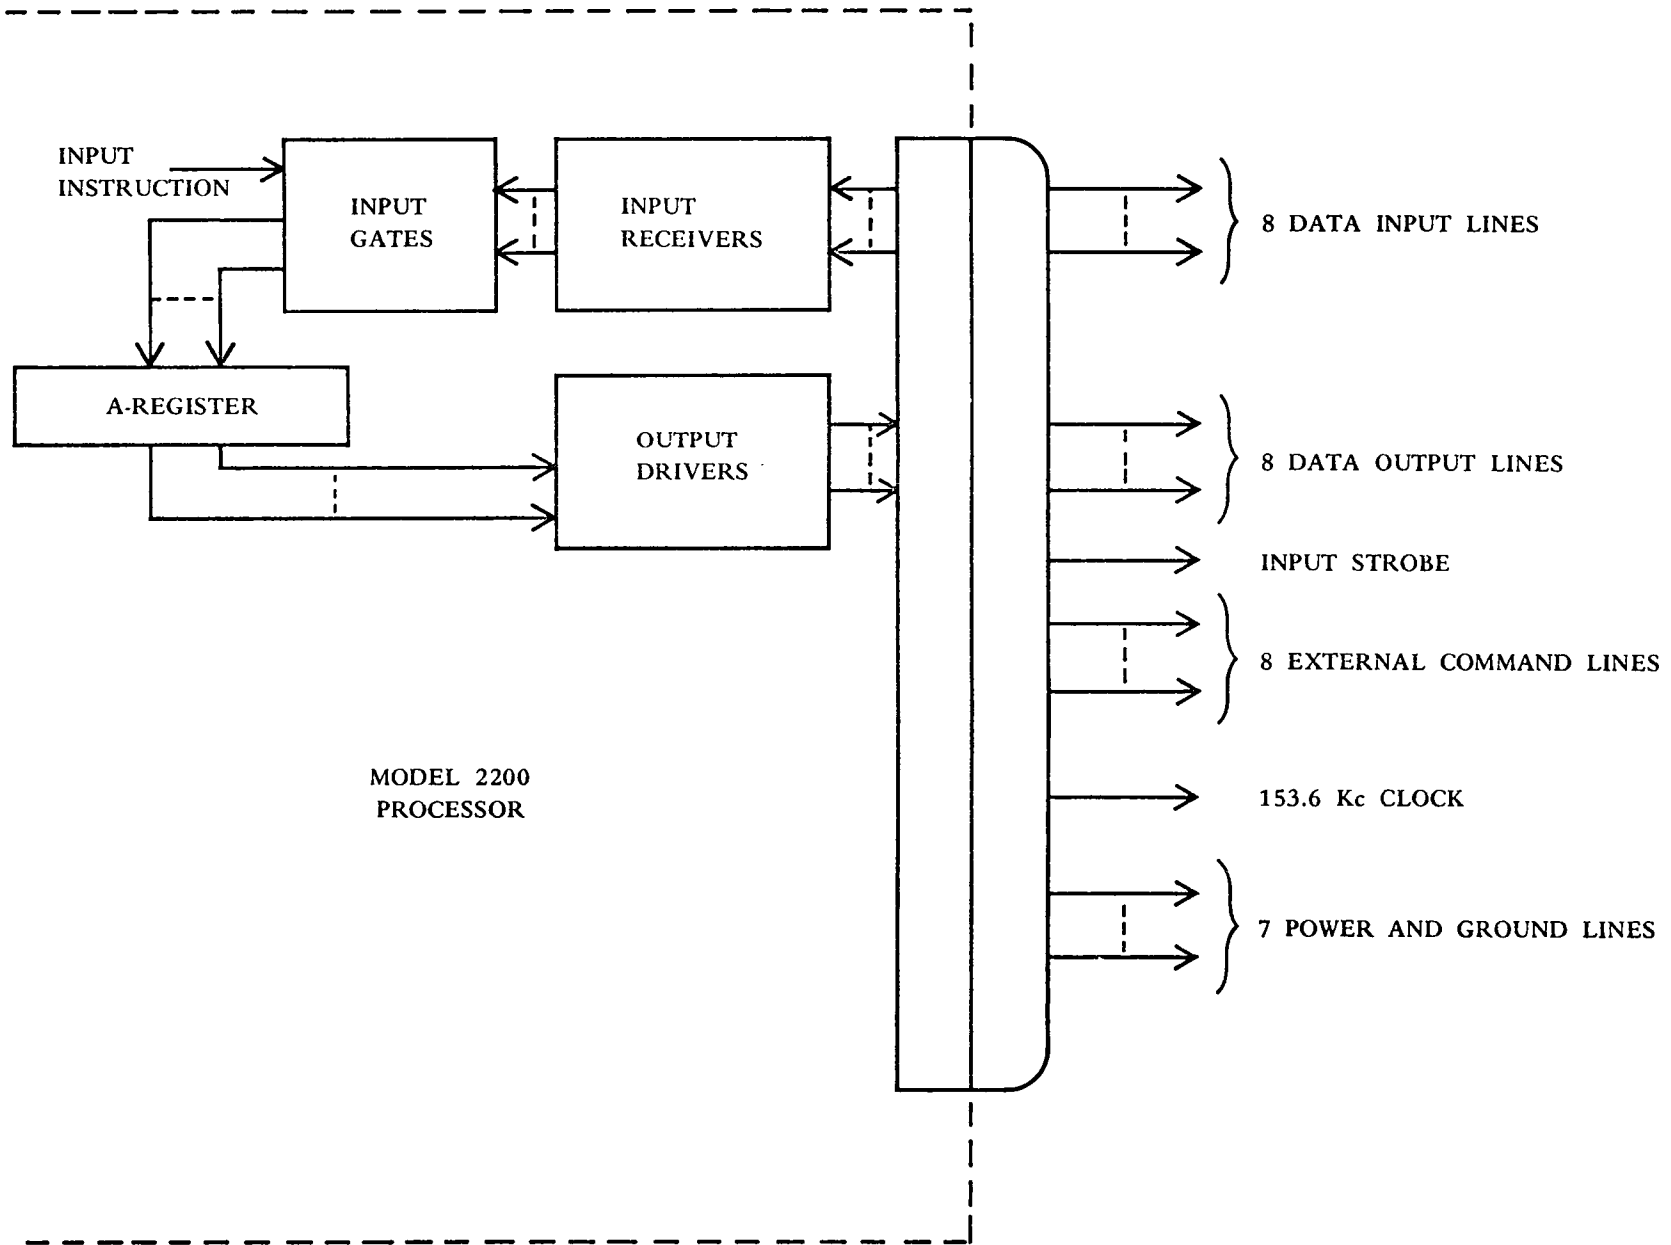 INPUT
INSTRUCTION
INPUT
GATES
INPUT
RECEIVERS
8 DATA INPUT LINES
A-REGISTER
OUTPUT
DRIVERS
8 DATA OUTPUT LINES
INPUT STROBE
8 EXTERNAL COMMAND LINES
MODEL 2200
PROCESSOR
153.6 Kc CLOCK
7 POWER AND GROUND LINES